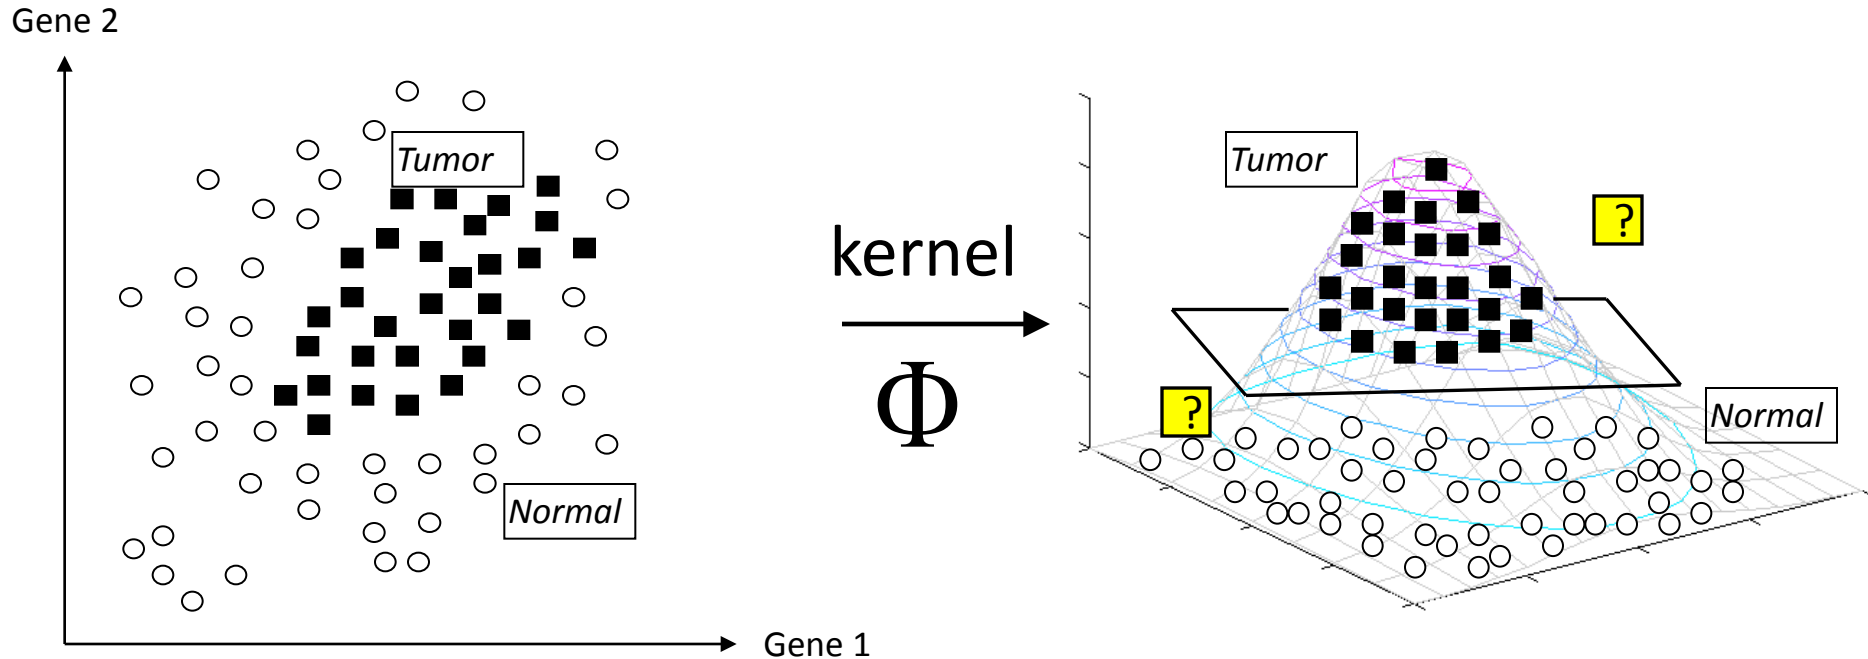 Gene 2
Tumor
Normal
Gene 1
kernel
Φ
Tumor
?
?
Normal